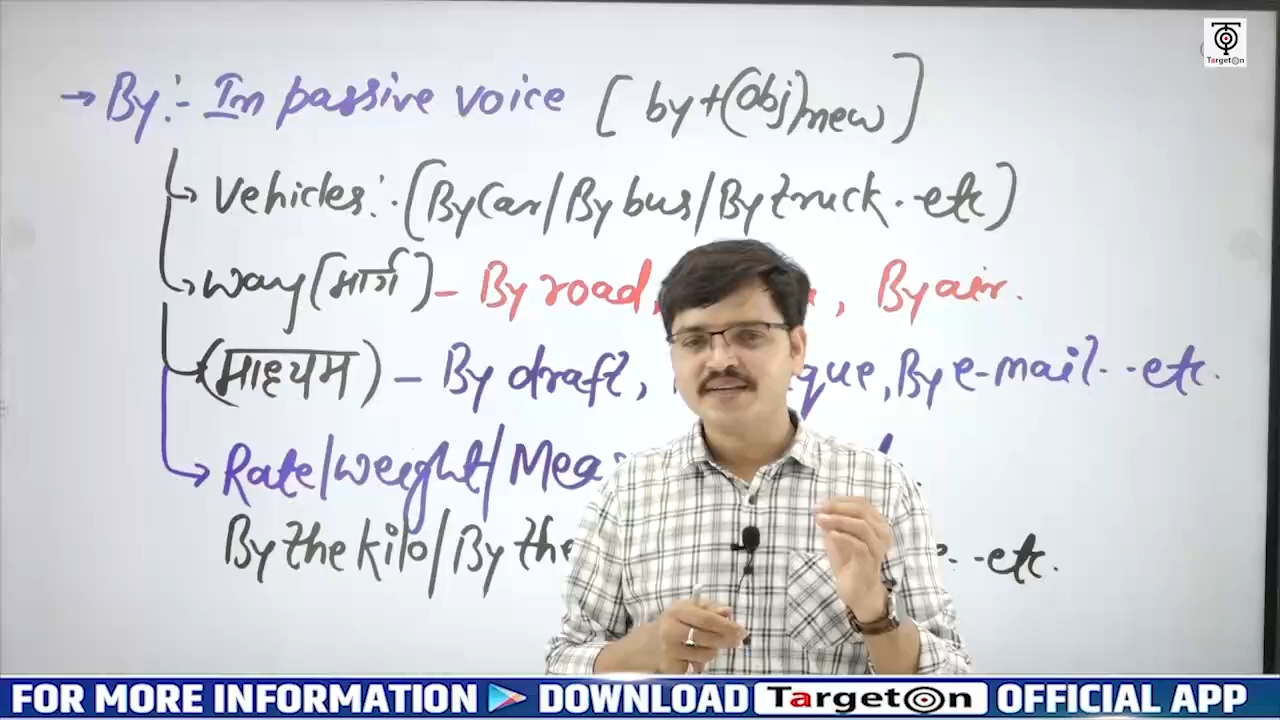 → By:- In passive voice [by+(obj)new]
Vehicles:. (By Car/By bus/By truck. etc)
way (मार्ग) - By road, , By air.
(माध्यम) - By draft, que, By e-mail. - etc.
Rate/weight/Mea
By the kilo/By the - etc.
TargetOn
FOR MORE INFORMATION DOWNLOAD TargetOn OFFICIAL APP